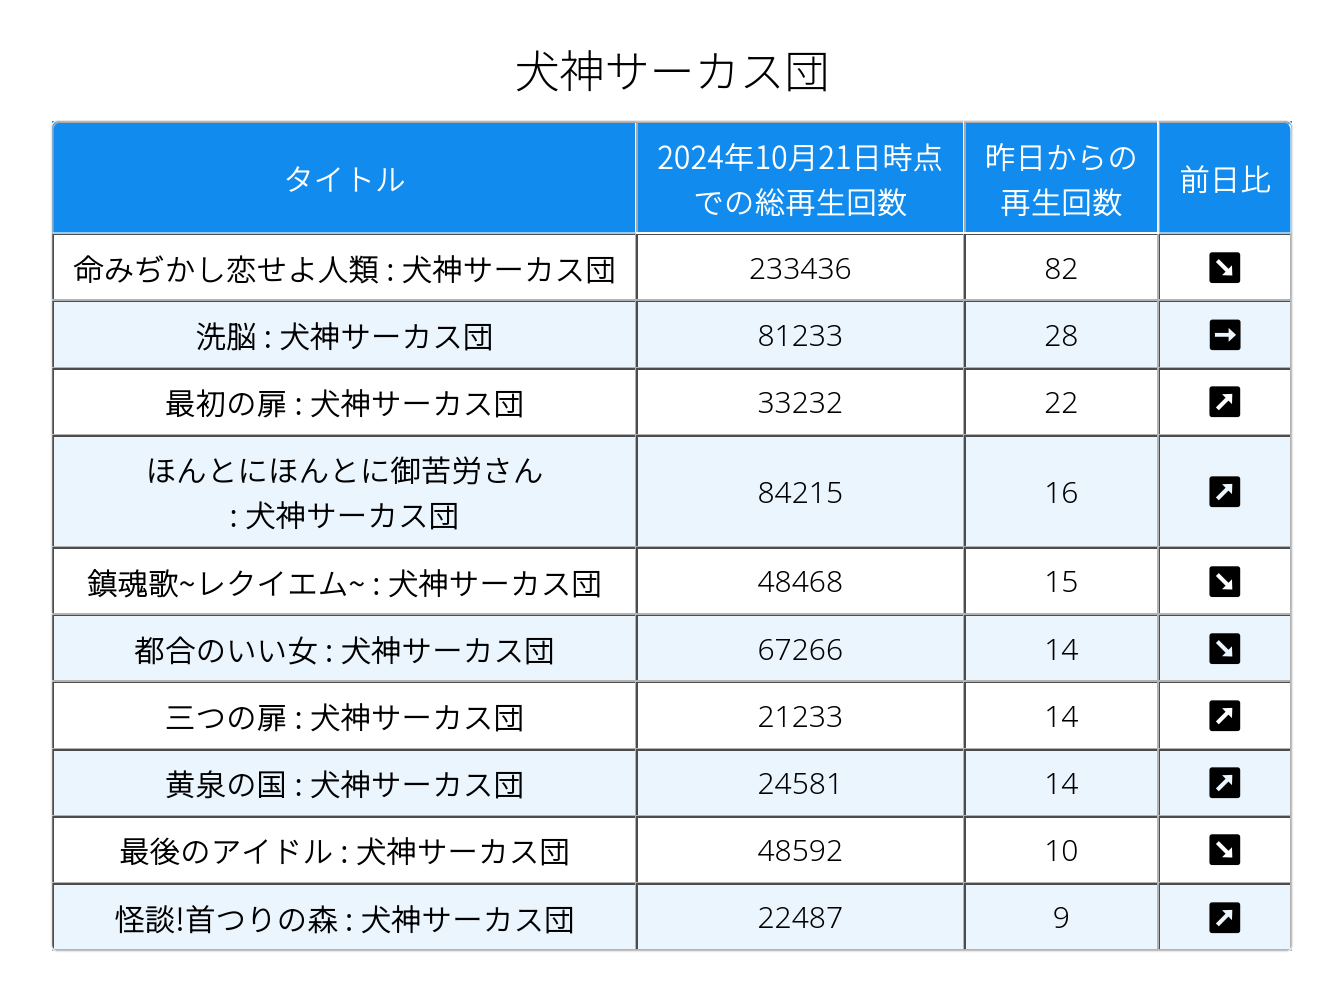 犬神サーカス団
タイトル
2024年10月21日時点
での総再生回数
昨日からの
再生回数
前日比
命みぢかし恋せよ人類 : 犬神サーカス団 233436 82 ↘
洗脳 : 犬神サーカス団 81233 28 →
最初の扉 : 犬神サーカス団 33232 22 ↗
ほんとにほんとに御苦労さん
: 犬神サーカス団 84215 16 ↗
鎮魂歌~レクイエム~ : 犬神サーカス団 48468 15 ↘
都合のいい女 : 犬神サーカス団 67266 14 ↘
三つの扉 : 犬神サーカス団 21233 14 ↗
黄泉の国 : 犬神サーカス団 24581 14 ↗
最後のアイドル : 犬神サーカス団 48592 10 ↘
怪談!首つりの森 : 犬神サーカス団 22487 9 ↗